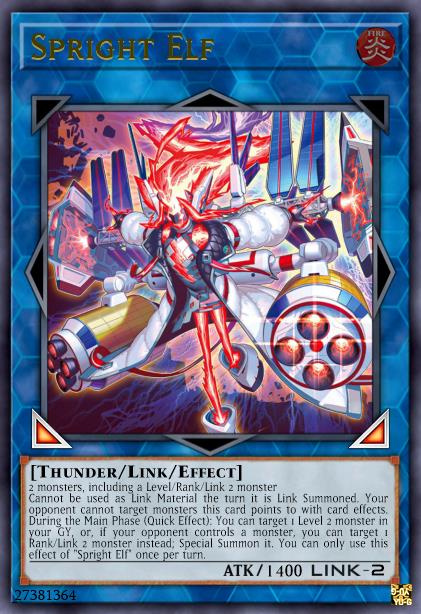 Spright Elf
FIRE
炎
[Thunder/Link/Effect]
2 monsters, including a Level/Rank/Link 2 monster
Cannot be used as Link Material the turn it is Link Summoned. Your
opponent cannot target monsters this card points to with card effects.
During the Main Phase (Quick Effect): You can target 1 Level 2 monster in
your GY, or, if your opponent controls a monster, you can target 1
Rank/Link 2 monster instead; Special Summon it. You can only use this
effect of "Spright Elf" once per turn.
ATK/1400 LINK-2
27381364